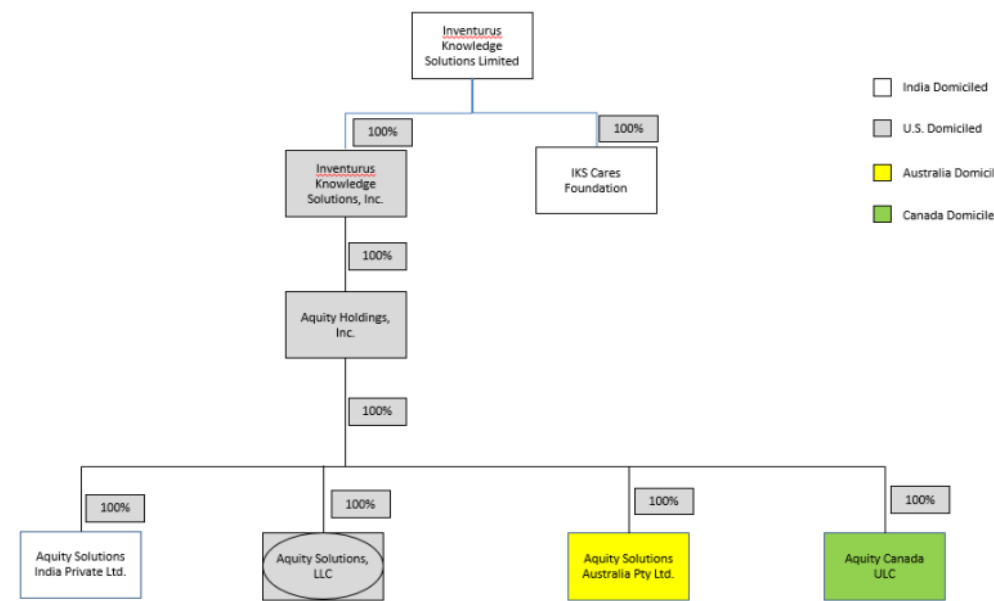 Inventurus
Knowledge
Solutions Limited
India Domiciled
U.S. Domiciled
Australia Domicil
Canada Domicile
100%
100%
Inventurus
Knowledge
Solutions, Inc.
IKS Cares
Foundation
100%
Aquity Holdings,
Inc.
100%
100%
100%
100%
100%
Aquity Solutions
India Private Ltd.
Aquity Solutions,
LLC
Aquity Solutions
Australia Pty Ltd.
Aquity Canada
ULC